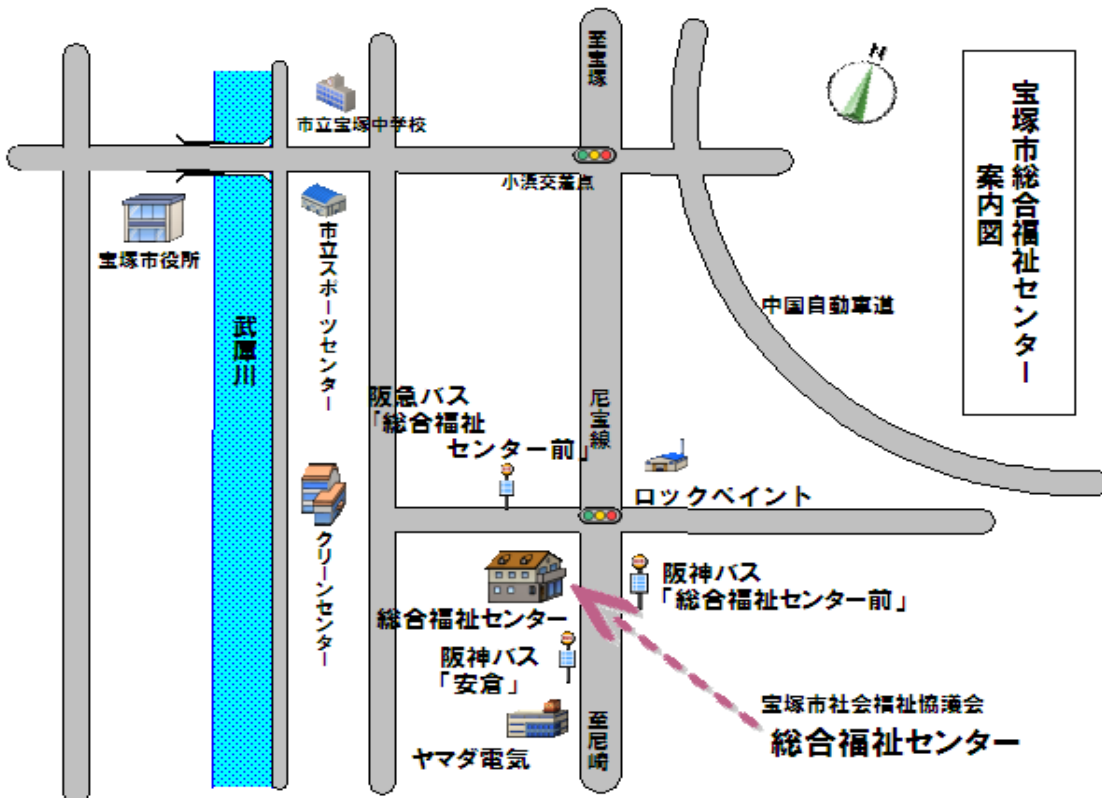 至宝塚
N
宝塚市総合福祉センター
案内図
市立宝塚中学校
小浜交差点
宝塚市役所
市立スポーツセンター
武庫川
中国自動車道
阪急バス
「総合福祉
センター前」
尼宝線
ロックペイント
クリーンセンター
総合福祉センター
阪神バス
「総合福祉センター前」
阪神バス
「安倉」
ヤマダ電気
至尼崎
宝塚市社会福祉協議会
総合福祉センター